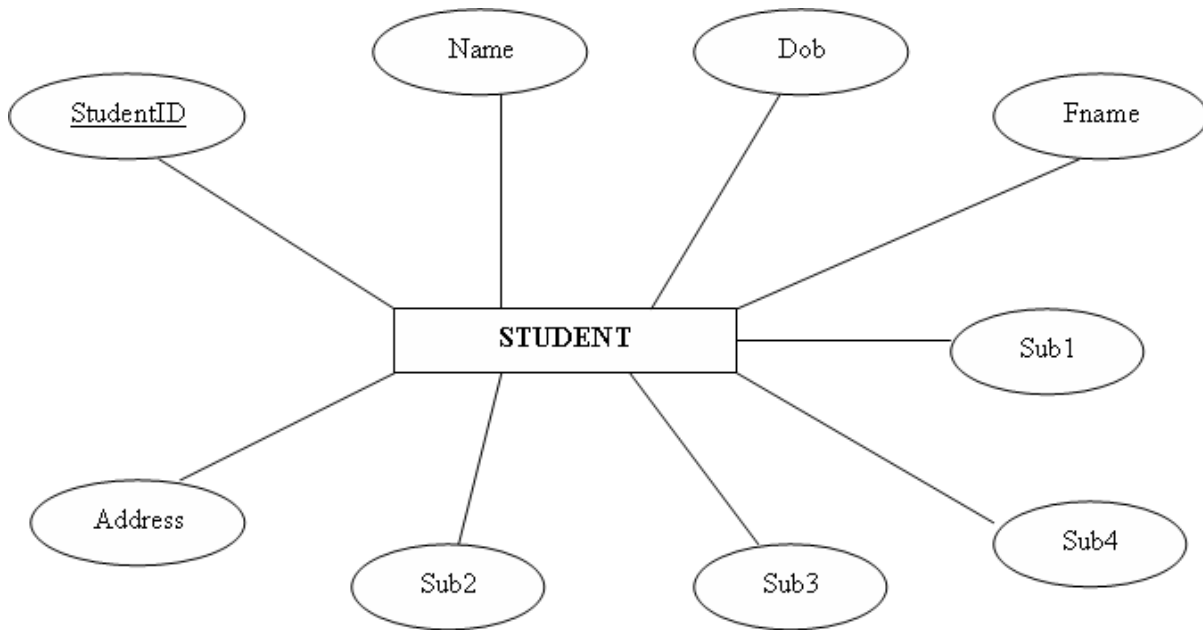 Name
Dob
StudentID
Fname
STUDENT
Sub1
Address
Sub4
Sub2
Sub3